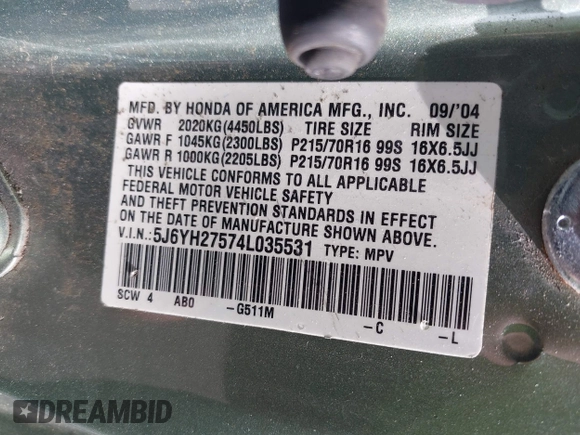 MFD. BY HONDA OF AMERICA MFG., INC. 09/'04
GVWR 2020KG(4450LBS) TIRE SIZE RIM SIZE
GAWR F 1045KG(2300LBS) P215/70R16 99S 16X6.5JJ
GAWR R 1000KG(2205LBS) P215/70R16 99S 16X6.5JJ
THIS VEHICLE CONFORMS TO ALL APPLICABLE
FEDERAL MOTOR VEHICLE SAFETY
AND THEFT PREVENTION STANDARDS IN EFFECT
ON THE DATE OF MANUFACTURE SHOWN ABOVE.
V.I.N.: 5J6YH27574L035531 TYPE: MPV
SCW 4 AB0 -G511M -C -L
DREAMBID